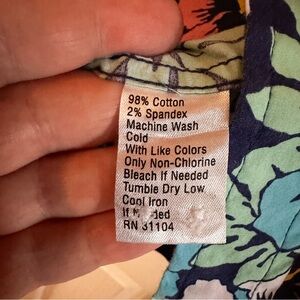 98% Cotton
2% Spandex
Machine Wash
Cold
With Like Colors
Only Non-Chlorine
Bleach If Needed
Tumble Dry Low
Cool Iron
If
RN 31104